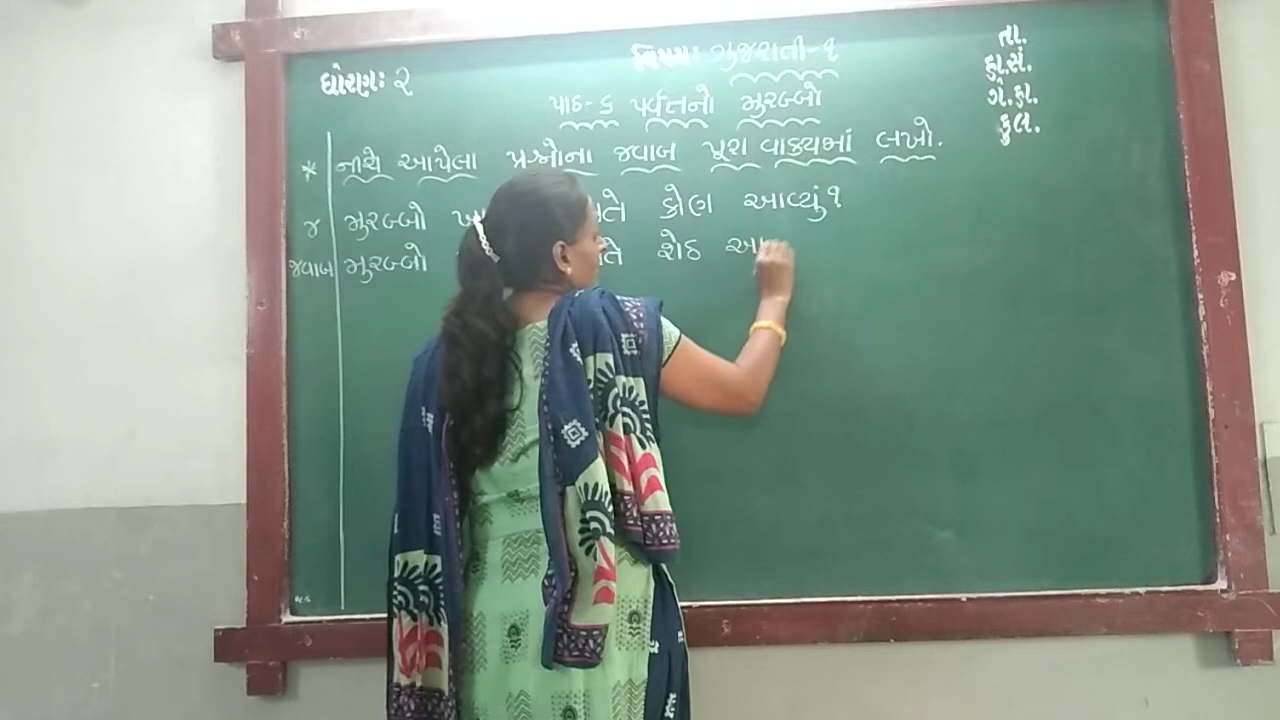 ધોરણઃ ૨
વિષયઃ ગુજરાતી-૧
તા.
હા.સં.
ગે.હા.
કુલ.
પાઠ-૬ પર્વતનો મુરબ્બો
* નીચે આપેલા પ્રશ્નોના જવાબ પૂરા વાક્યમાં લખો.
૪ મુરબ્બો કોણ આવ્યું?
જવાબ મુરબ્બો શેઠ